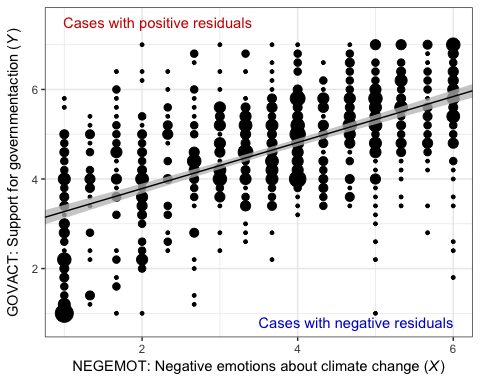 Cases with positive residuals
GOVACT: Support for governmentaction (Y)
6
4
2
Cases with negative residuals
2
4
6
NEGEMOT: Negative emotions about climate change (X)